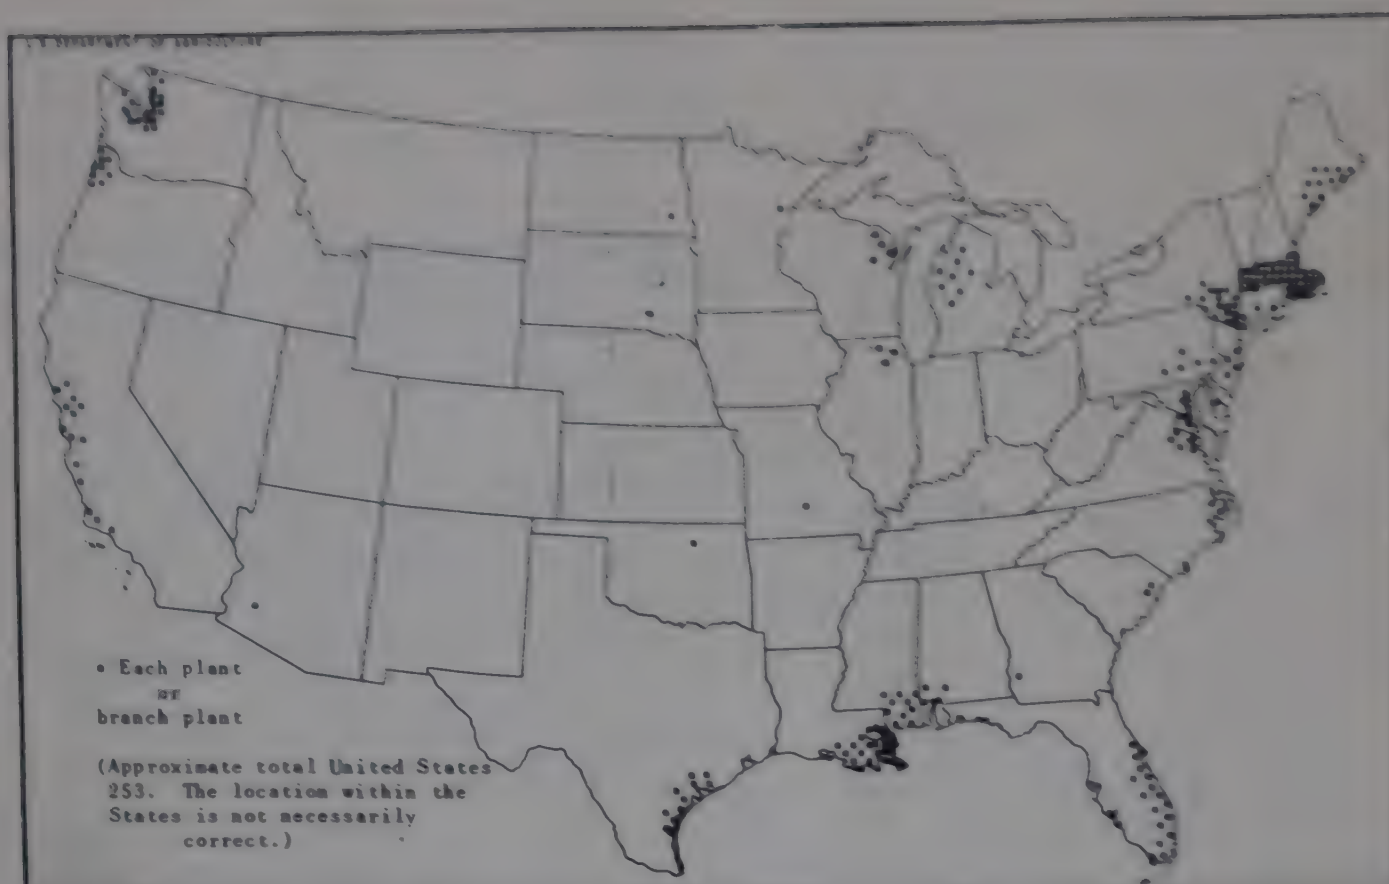 • Each plant
or
branch plant
(Approximate total United States
253. The location within the
States is not necessarily
correct.)